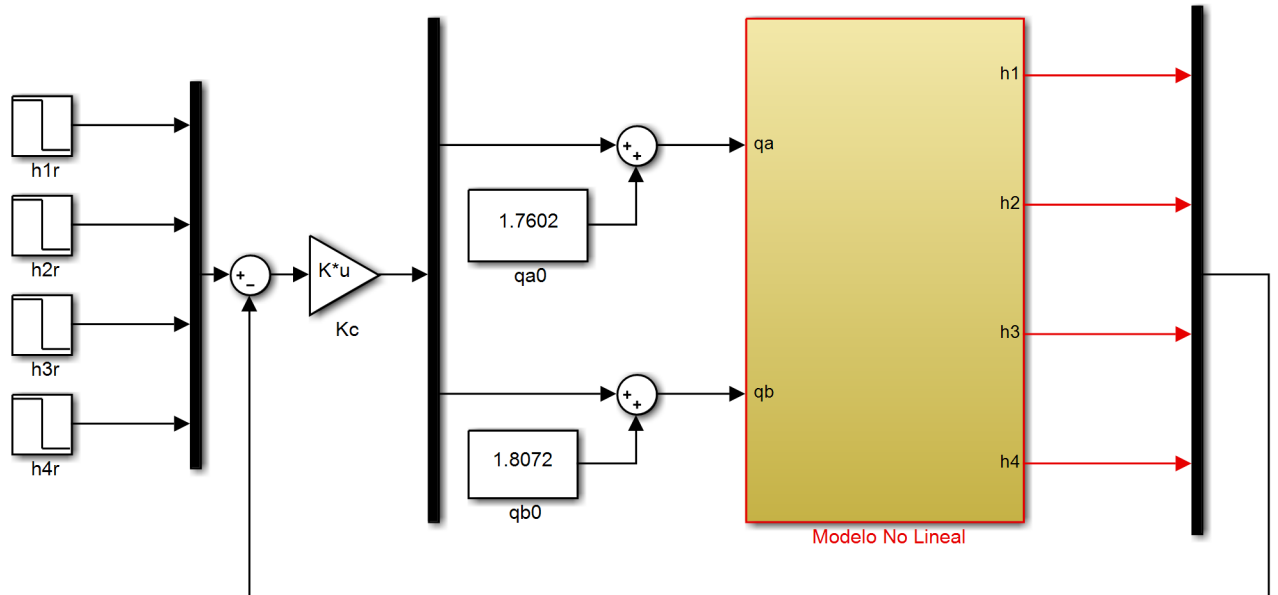 h1r
h2r
h3r
h4r
+
−
K*u
Kc
+
+
1.7602
qa0
+
+
1.8072
qb0
qa
qb
h1
h2
h3
h4
Modelo No Lineal